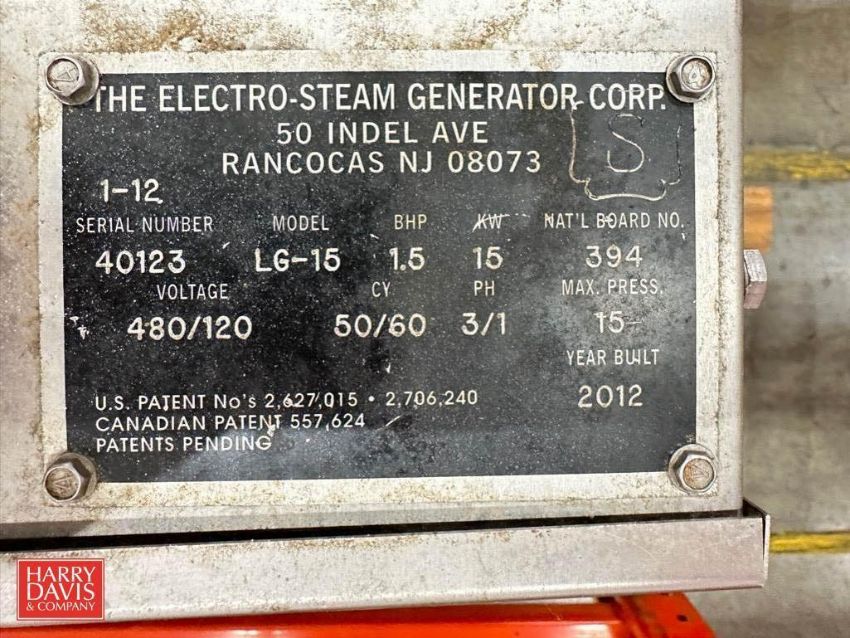 THE ELECTRO-STEAM GENERATOR CORP.
50 INDEL AVE
RANCOCAS NJ 08073
S
1-12
SERIAL NUMBER MODEL BHP KW NAT'L BOARD NO.
40123 LG-15 1.5 15 394
VOLTAGE CY PH MAX. PRESS.
480/120 50/60 3/1 15
YEAR BUILT
2012
U.S. PATENT No's 2,627,015 • 2,706,240
CANADIAN PATENT 557,624
PATENTS PENDING
HARRY
DAVIS
& COMPANY